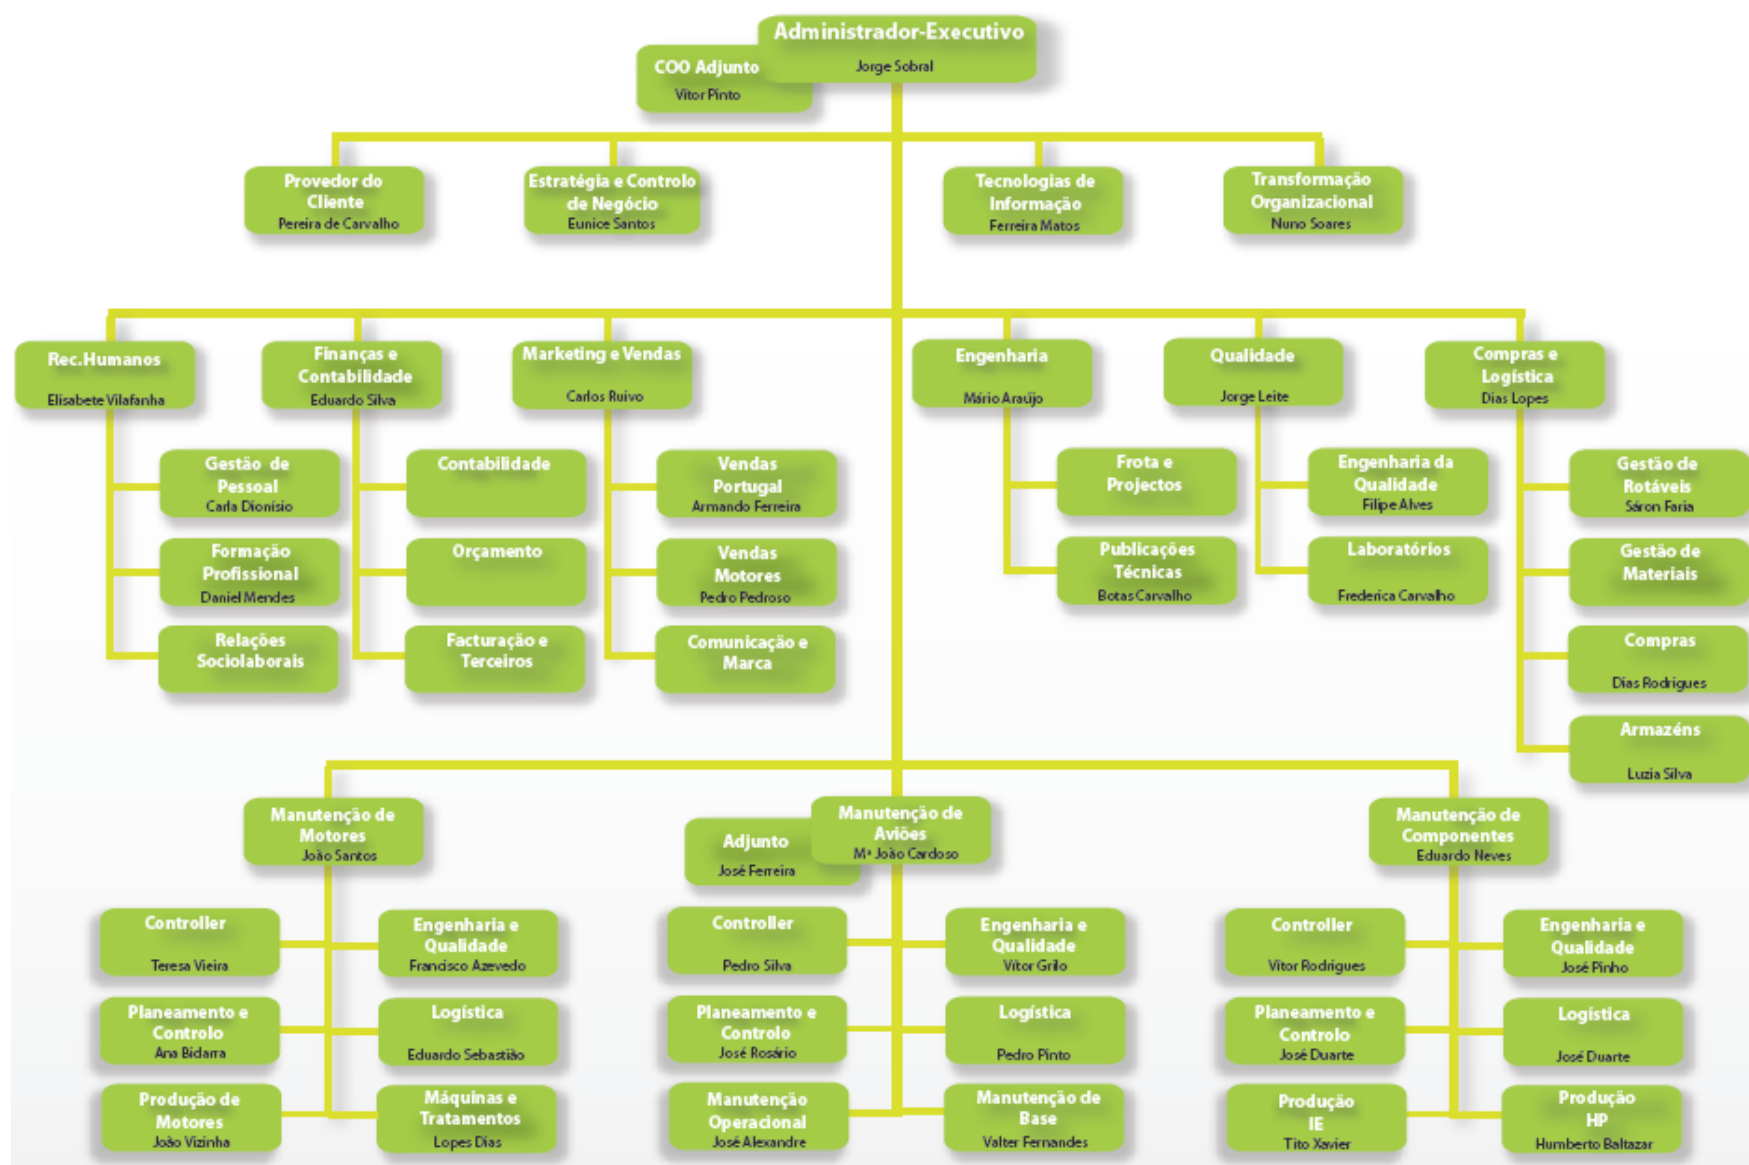 Administrador-Executivo
Jorge Sobral
COO Adjunto
Vítor Pinto
Provedor do
Cliente
Pereira de Carvalho
Estratégia e Controlo
de Negócio
Eunice Santos
Tecnologias de
Informação
Ferreira Matos
Transformação
Organizacional
Nuno Soares
Rec.Humanos
Elisabete Vilafanha
Finanças e
Contabilidade
Eduardo Silva
Marketing e Vendas
Carlos Ruivo
Engenharia
Mário Araújo
Qualidade
Jorge Leite
Compras e
Logística
Dias Lopes
Gestão de
Pessoal
Carla Dionísio
Formação
Profissional
Daniel Mendes
Relações
Sociolaborais
Contabilidade
Orçamento
Facturação e
Terceiros
Vendas
Portugal
Armando Ferreira
Vendas
Motores
Pedro Pedroso
Comunicação e
Marca
Frota e
Projectos
Publicações
Técnicas
Botas Carvalho
Engenharia da
Qualidade
Filipe Alves
Laboratórios
Frederica Carvalho
Gestão de
Rotáveis
Sáron Faria
Gestão de
Materiais
Compras
Dias Rodrigues
Armazéns
Luzia Silva
Manutenção de
Motores
João Santos
Adjunto
José Ferreira
Manutenção de
Aviões
Mª João Cardoso
Manutenção de
Componentes
Eduardo Neves
Controller
Teresa Vieira
Engenharia e
Qualidade
Francisco Azevedo
Planeamento e
Controlo
Ana Bidarra
Logística
Eduardo Sebastião
Produção de
Motores
João Vizinha
Máquinas e
Tratamentos
Lopes Dias
Controller
Pedro Silva
Engenharia e
Qualidade
Vítor Grilo
Planeamento e
Controlo
José Rosário
Logística
Pedro Pinto
Manutenção
Operacional
José Alexandre
Manutenção de
Base
Valter Fernandes
Controller
Vítor Rodrigues
Engenharia e
Qualidade
José Pinho
Planeamento e
Controlo
José Duarte
Logística
José Duarte
Produção
IE
Tito Xavier
Produção
HP
Humberto Baltazar